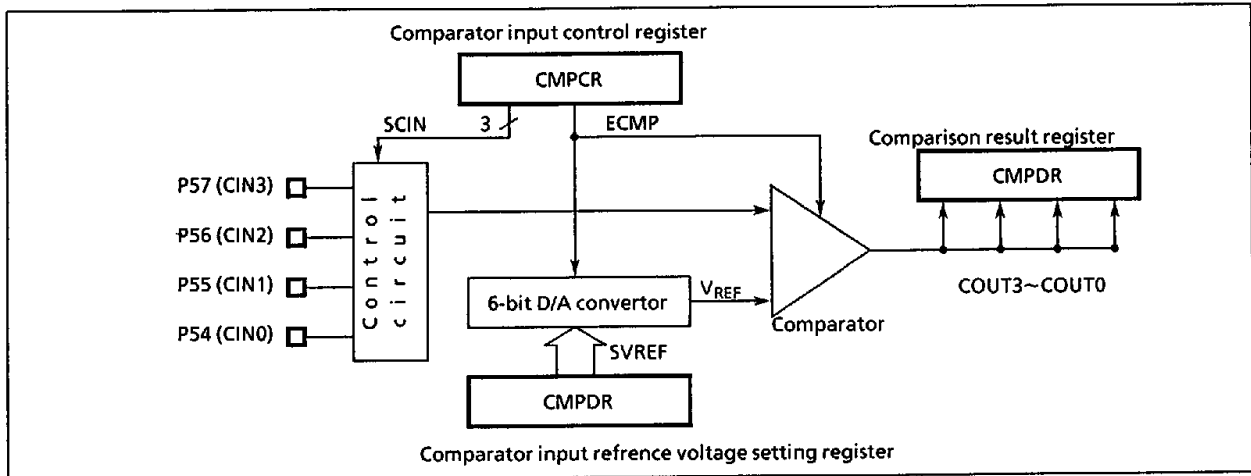 Comparator input control register
CMPCR
SCIN
3
ECMP
Comparison result register
CMPDR
P57 (CIN3)
P56 (CIN2)
P55 (CIN1)
P54 (CIN0)
Control circuit
6-bit D/A convertor
VREF
Comparator
COUT3~COUT0
SVREF
CMPDR
Comparator input refrence voltage setting register